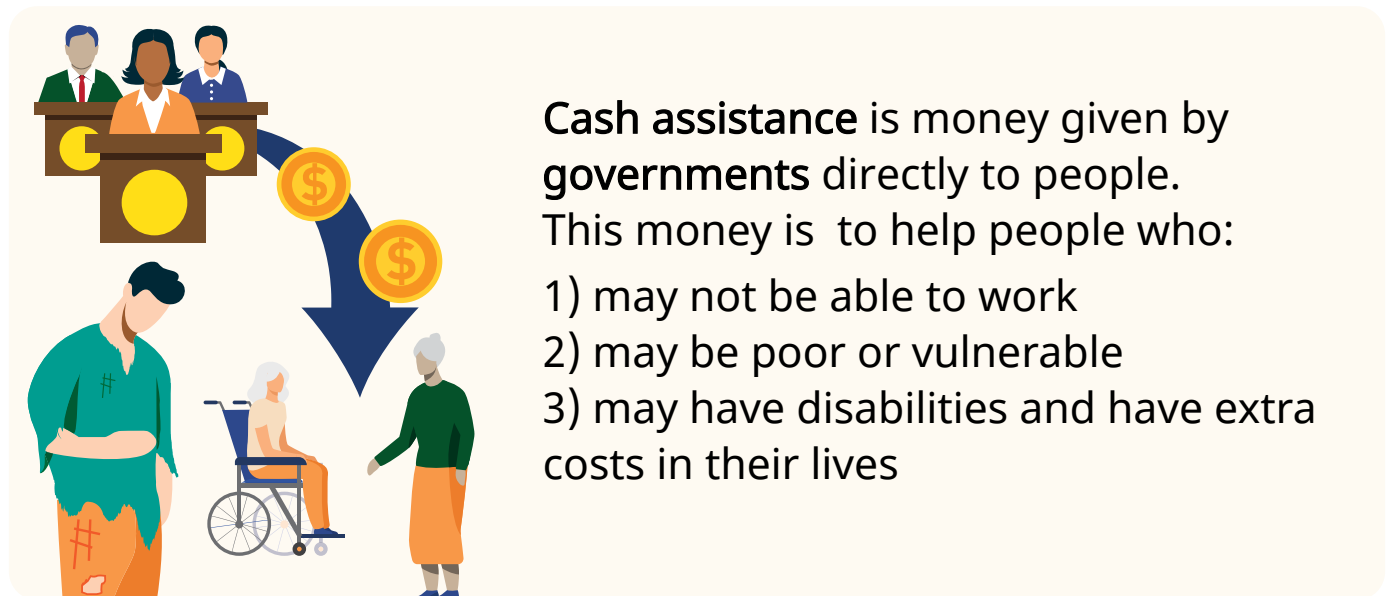 Cash assistance is money given by
governments directly to people.
This money is  to help people who:
1) may not be able to work
2) may be poor or vulnerable
3) may have disabilities and have extra
costs in their lives
$
$